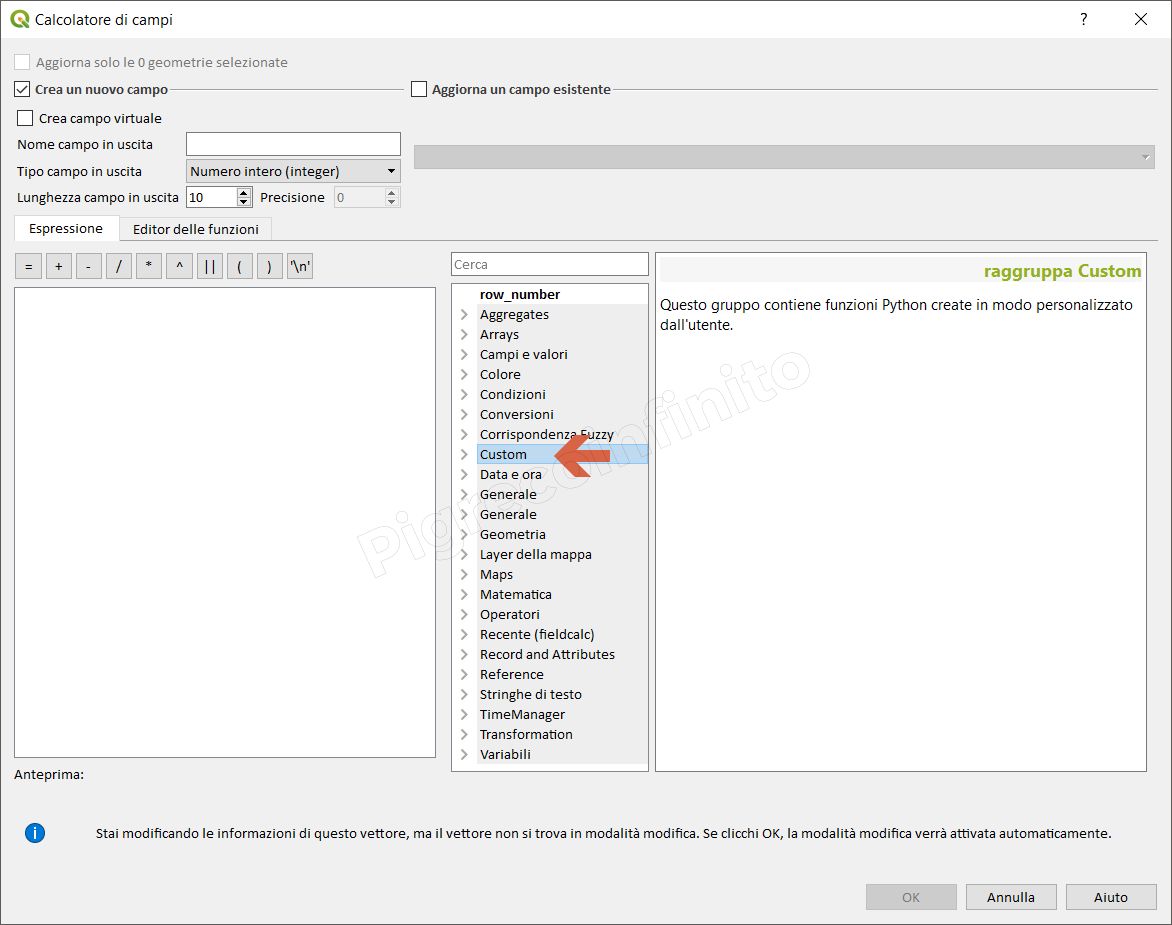 Calcolatore di campi
?
Aggiorna solo le 0 geometrie selezionate
Crea un nuovo campo
Aggiorna un campo esistente
Crea campo virtuale
Nome campo in uscita
Tipo campo in uscita
Numero intero (integer)
Lunghezza campo in uscita
10
Precisione
0
Espressione
Editor delle funzioni
= + - / * ^ || ( ) '\n'
Cerca
row_number
Aggregates
Arrays
Campi e valori
Colore
Condizioni
Conversioni
Corrispondenza Fuzzy
Custom
Data e ora
Generale
Generale
Geometria
Layer della mappa
Maps
Matematica
Operatori
Recente (fieldcalc)
Record and Attributes
Reference
Stringhe di testo
TimeManager
Transformation
Variabili
raggruppa Custom
Questo gruppo contiene funzioni Python create in modo personalizzato
dall'utente.
Pigrecoinfinito
Anteprima:
Stai modificando le informazioni di questo vettore, ma il vettore non si trova in modalità modifica. Se clicchi OK, la modalità modifica verrà attivata automaticamente.
OK
Annulla
Aiuto